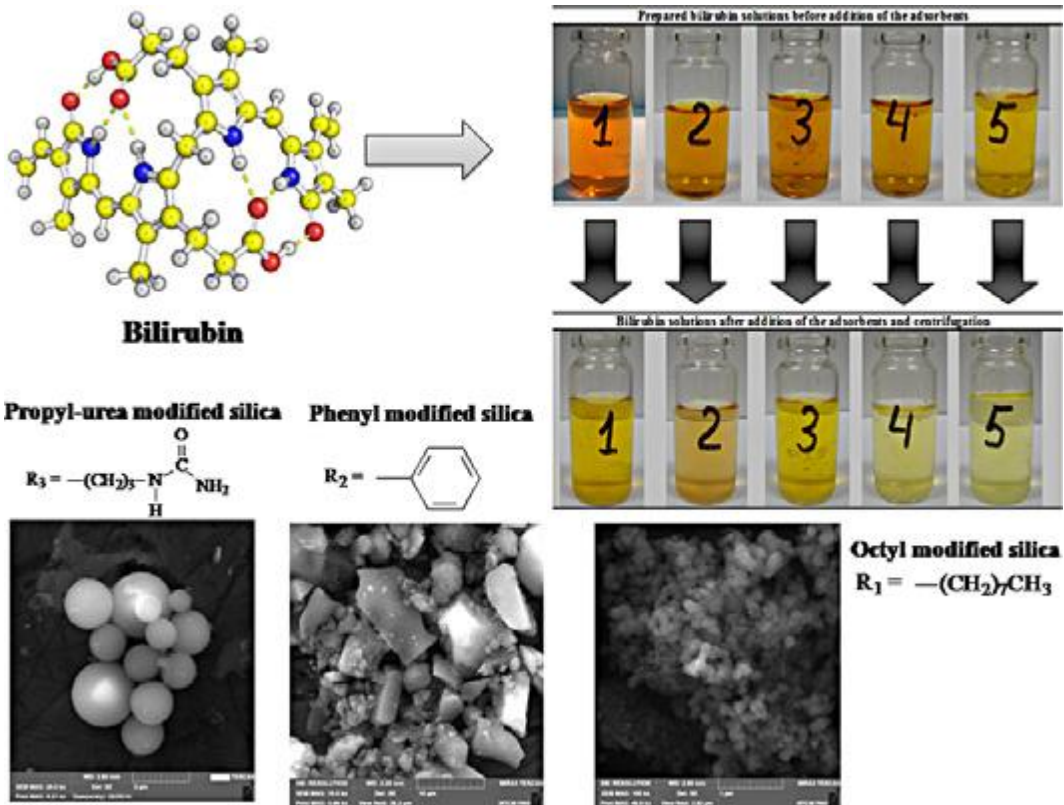 Prepared bilirubin solutions before addition of the adsorbents
1 2 3 4 5
Bilirubin
Bilirubin solutions after addition of the adsorbents and centrifugation
1 2 3 4 5
Propyl-urea modified silica
R3 = —(CH2)3—N
H
C
O
NH2
Phenyl modified silica
R2 =
Octyl modified silica
R1 = —(CH2)7CH3